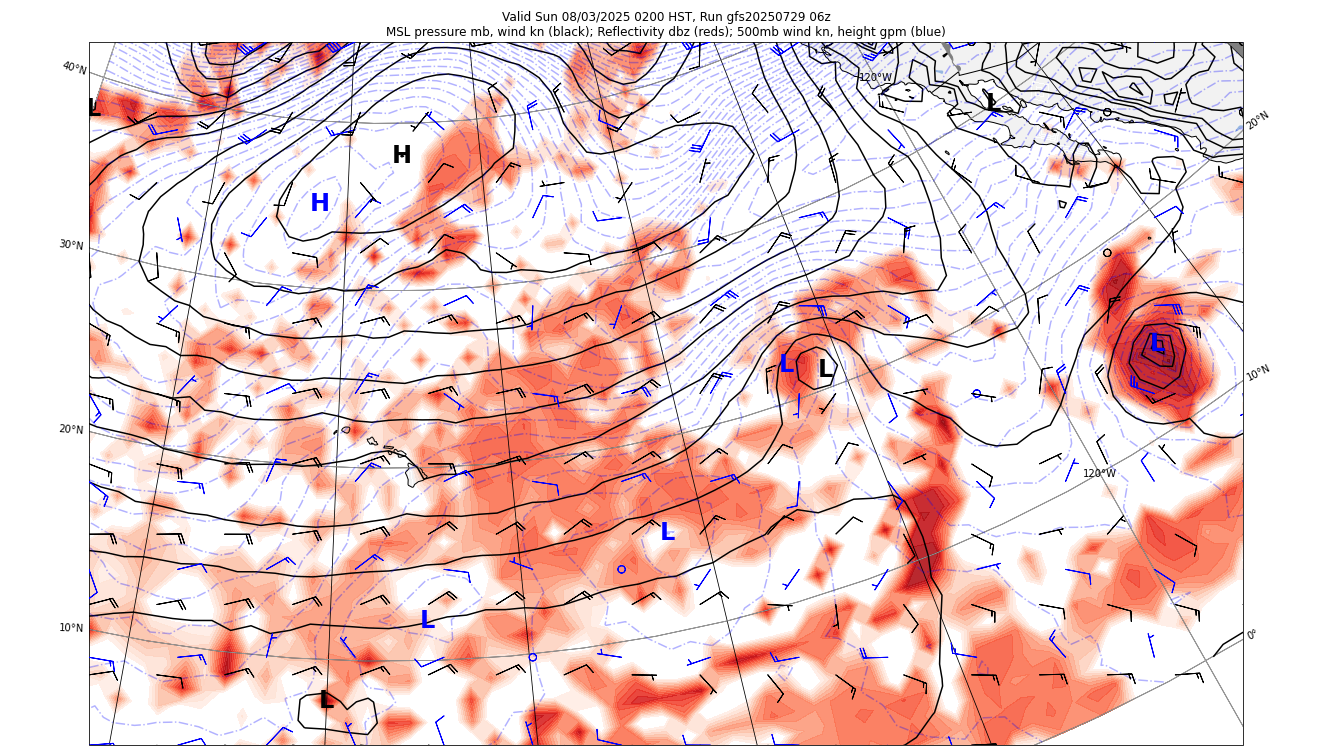 Valid Sun 08/03/2025 0200 HST, Run gfs20250729 06z
MSL pressure mb, wind kn (black); Reflectivity dbz (reds); 500mb wind kn, height gpm (blue)
40°N
120°W
L
L
20°N
H
H
30°N
L
L
L
10°N
20°N
120°W
L
L
10°N
0°
L